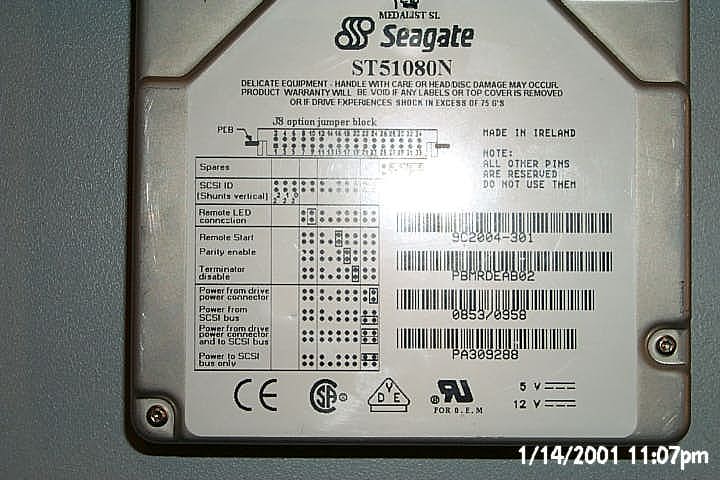 MEDALIST SL
Seagate
ST51080N
DELICATE EQUIPMENT - HANDLE WITH CARE OR HEAD/DISC DAMAGE MAY OCCUR.
PRODUCT WARRANTY WILL BE VOID IF ANY LABELS OR TOP COVER IS REMOVED
OR IF DRIVE EXPERIENCES SHOCK IN EXCESS OF 75 G'S
J8 option jumper block
PCB
MADE IN IRELAND
NOTE:
ALL OTHER PINS
ARE RESERVED
DO NOT USE THEM
Spares
SCSI ID
(Shunts vertical)
Remote LED
connection
Remote Start
Parity enable
Terminator
disable
Power from drive
power connector
Power from
SCSI bus
Power from drive
power connector
and to SCSI bus
Power to SCSI
bus only
9C2004-301
PBMRDEAB02
0853/0958
PA309288
CE
SA
V
D E
RU
FOR O.E.M
5 V
12 V
1/14/2001 11:07pm